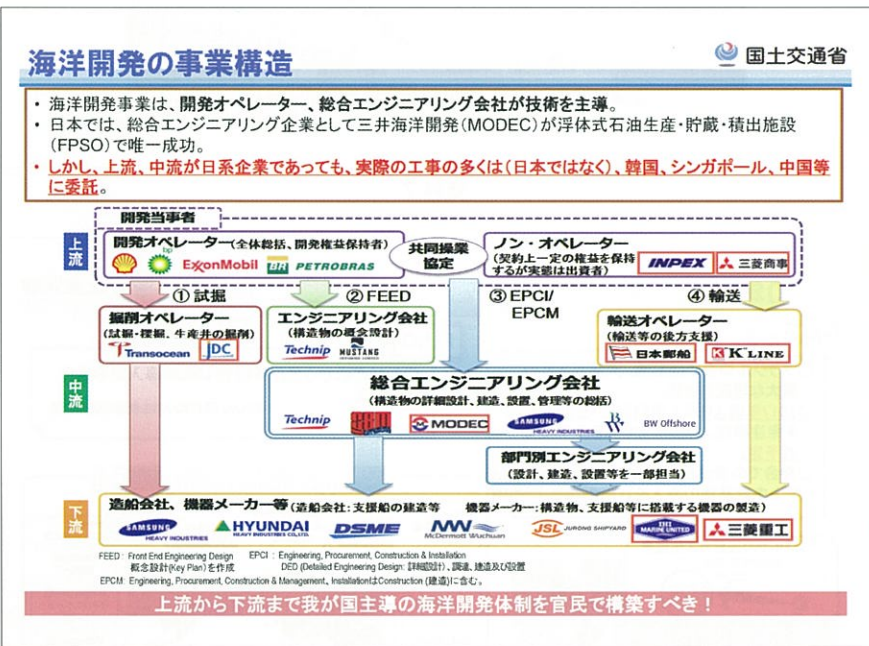 海洋開発の事業構造
国土交通省
・ 海洋開発事業は、開発オペレーター、総合エンジニアリング会社が技術を主導。
・ 日本では、総合エンジニアリング企業として三井海洋開発(MODEC)が浮体式石油生産・貯蔵・積出施設
(FPSO)で唯一成功。
・ しかし、上流、中流が日系企業であっても、実際の工事の多くは(日本ではなく)、韓国、シンガポール、中国等
に委託。
開発当事者
上流
開発オペレーター(全体総括、開発権益保持者)
bp
ExxonMobil
BR PETROBRAS
共同操業
協定
ノン・オペレーター
(契約上一定の権益を保持
するが実態は出資者)
INPEX
三菱商事
① 試掘
② FEED
③ EPCI/
EPCM
④ 輸送
掘削オペレーター
(試掘・探掘、生産井の掘削)
Transocean
JDC
エンジニアリング会社
(構造物の概念設計)
Technip
MUSTANG
輸送オペレーター
(輸送等の後方支援)
日本郵船
K "K" LINE
中流
総合エンジニアリング会社
(構造物の詳細設計、建造、設置、管理等の総括)
Technip
MODEC
SAMSUNG
HEAVY INDUSTRIES
BW Offshore
部門別エンジニアリング会社
(設計、建造、設置等を一部担当)
下流
造船会社、機器メーカー等(造船会社:支援船の建造等 機器メーカー:構造物、支援船等に搭載する機器の製造)
SAMSUNG
HEAVY INDUSTRIES
HYUNDAI
HEAVY INDUSTRIES CO.,LTD.
DSME
McDermott Wuchuan
JSL JURONG SHIPYARD
IHI
MARINE UNITED
三菱重工
FEED : Front End Engineering Design
概念設計(Key Plan)を作成
EPCI : Engineering, Procurement, Construction & Installation
DED (Detailed Engineering Design: 詳細設計)、調達、建造及び設置
EPCM: Engineering, Procurement, Construction & Management、InstallationはConstruction (建造)に含む。
上流から下流まで我が国主導の海洋開発体制を官民で構築すべき!